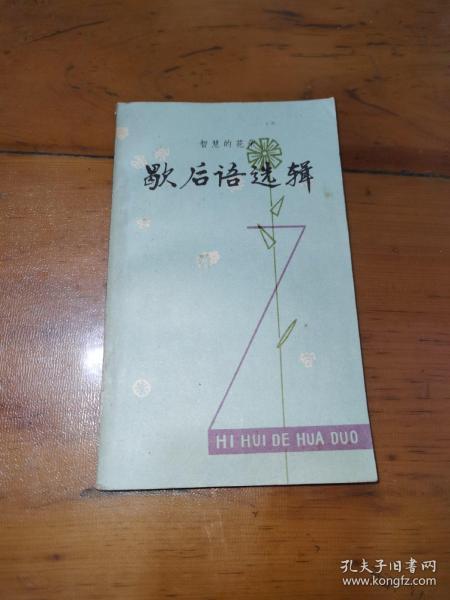 智慧的花朵
歇后语选辑
HI HUI DE HUA DUO
孔夫子旧书网
www.kongfz.com